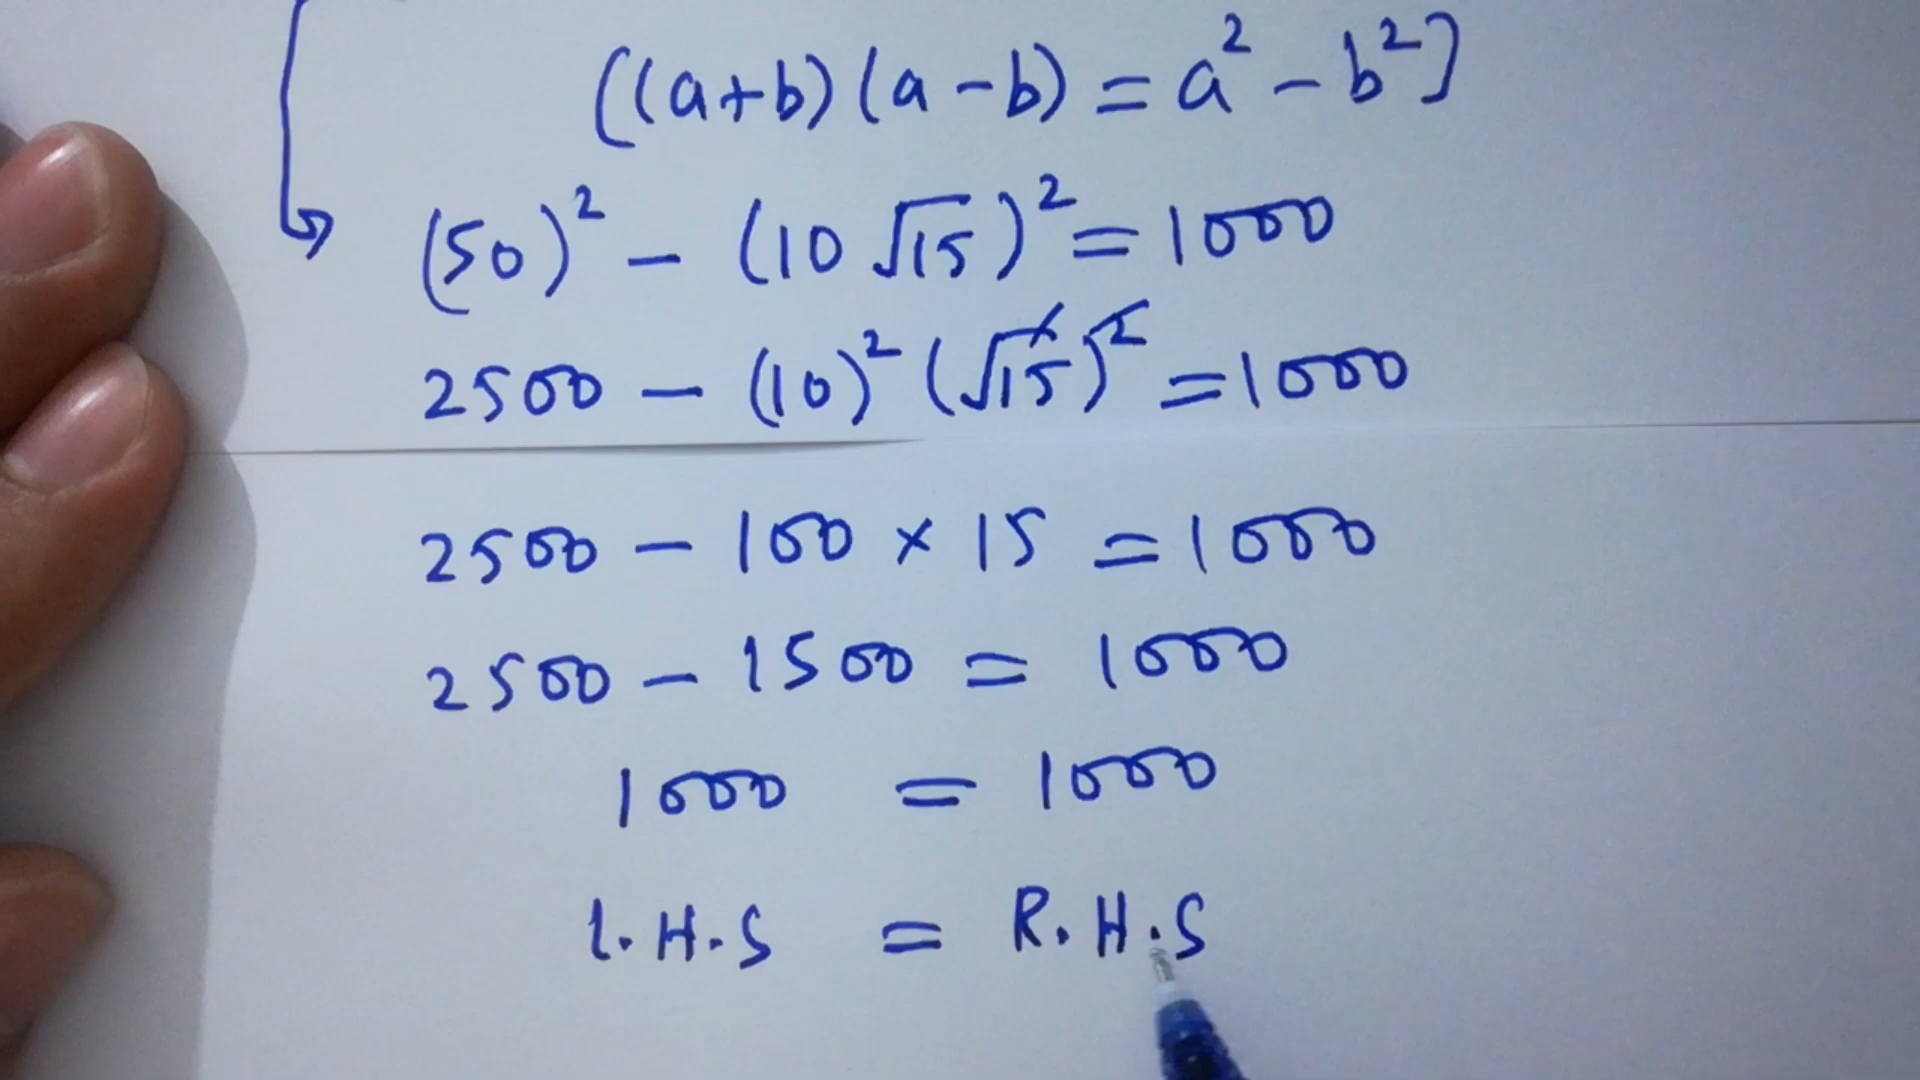 ((a+b)(a-b) = a² - b²]
(50)² - (10√15)² = 1000
2500 - (10)² (√15)² = 1000
2500 - 100 × 15 = 1000
2500 - 1500 = 1000
1000 = 1000
L.H.S = R.H.S